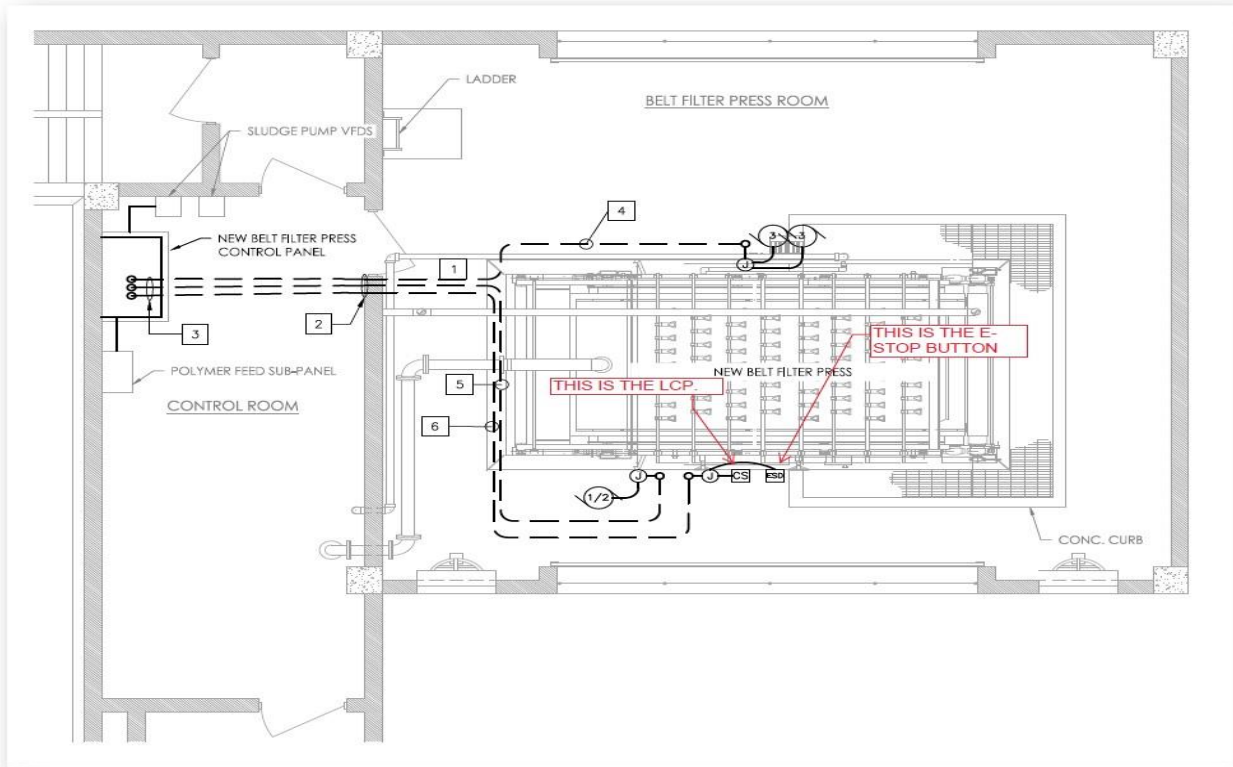 LADDER
BELT FILTER PRESS ROOM
SLUDGE PUMP VFDS
4
3
3
NEW BELT FILTER PRESS
CONTROL PANEL
J
1
2
3
THIS IS THE E-
STOP BUTTON
POLYMER FEED SUB-PANEL
NEW BELT FILTER PRESS
5
THIS IS THE LCP.
CONTROL ROOM
6
J
J
CS
ESD
1/2
CONC. CURB